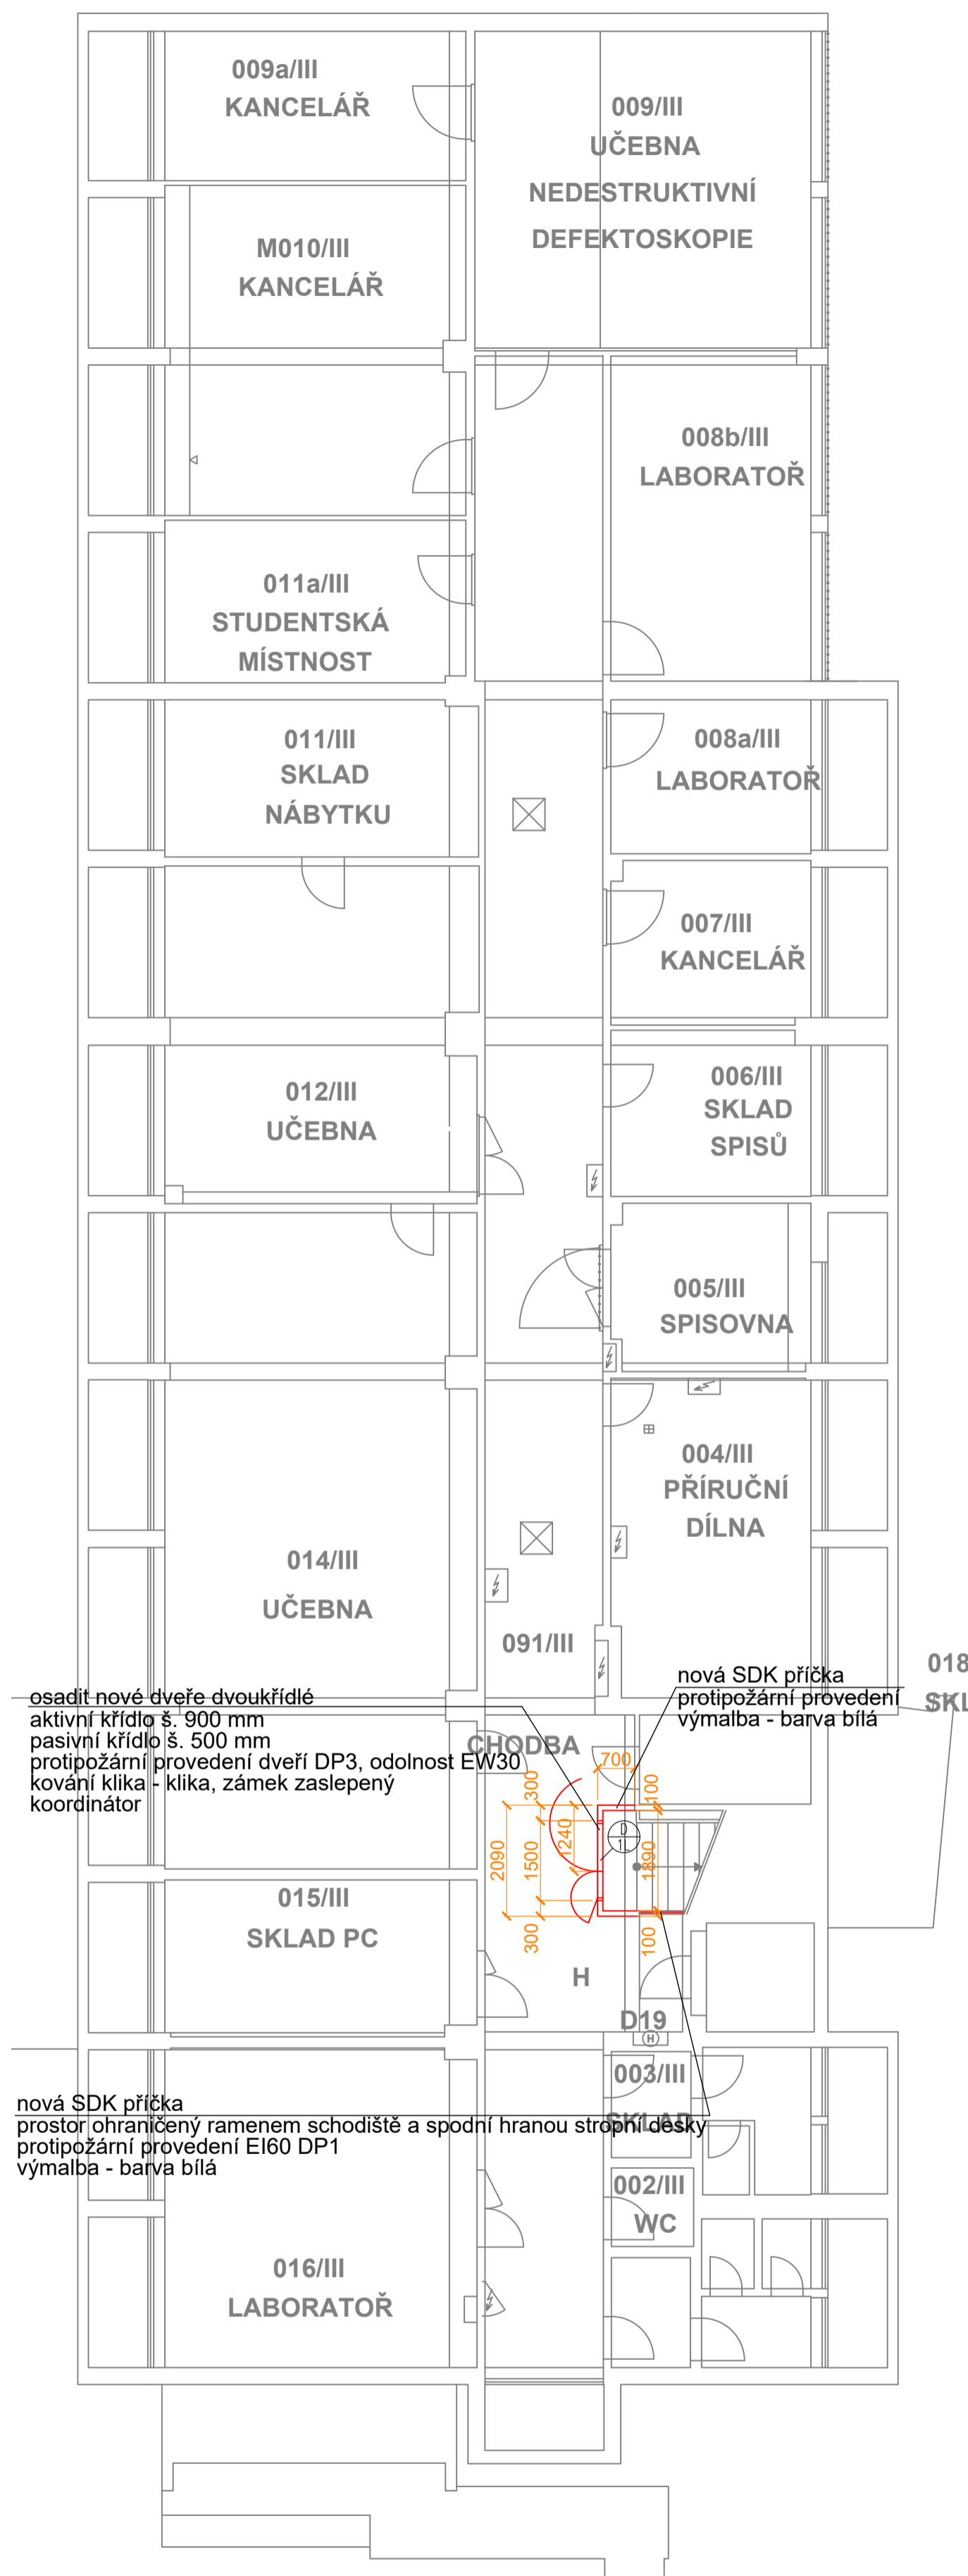 009a/III
KANCELÁŘ
009/III
UČEBNA
NEDESTRUKTIVNÍ
DEFEKTOSKOPIE
M010/III
KANCELÁŘ
008b/III
LABORATOŘ
011a/III
STUDENTSKÁ
MÍSTNOST
011/III
SKLAD
NÁBYTKU
008a/III
LABORATOŘ
007/III
KANCELÁŘ
012/III
UČEBNA
006/III
SKLAD
SPISŮ
005/III
SPISOVNA
004/III
PŘÍRUČNÍ
DÍLNA
014/III
UČEBNA
091/III
CHODBA
018
SKL
nová SDK příčka
protipožární provedení
výmalba - barva bílá
osadit nové dveře dvoukřídlé
aktivní křídlo š. 900 mm
pasivní křídlo š. 500 mm
protipožární provedení dveří DP3, odolnost EW30
kování klika - klika, zámek zaslepený
koordinátor
700
300
100
2090
1500
1240
1890
300
100
D
1L
015/III
SKLAD PC
H
D19
H
003/III
SKLAD
nová SDK příčka
prostor ohraničený ramenem schodiště a spodní hranou stropní desky
protipožární provedení EI60 DP1
výmalba - barva bílá
002/III
WC
016/III
LABORATOŘ